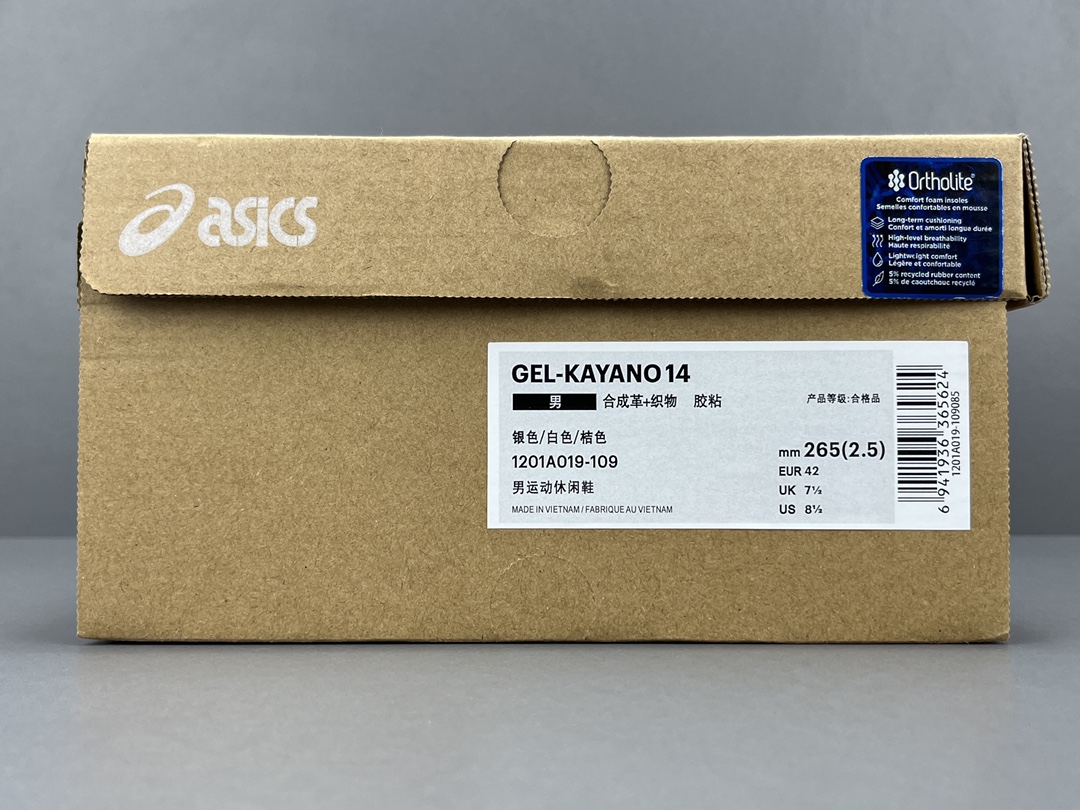 asics
Ortholite®
Comfort foam insoles
Semelles confortables en mousse
Long-term cushioning
Confort et amorti longue durée
High-level breathability
Haute respirabilité
Lightweight comfort
Légère et confortable
5% recycled rubber content
5% de caoutchouc recyclé
GEL-KAYANO 14
男 合成革+织物 胶粘 产品等级:合格品
银色/白色/桔色
1201A019-109
男运动休闲鞋
MADE IN VIETNAM / FABRIQUE AU VIETNAM
mm 265(2.5)
EUR 42
UK 7½
US 8½
6 941936 365624
1201A019-109085